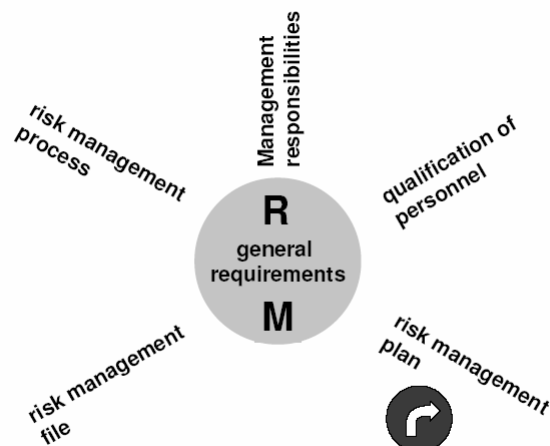 Management
responsibilities
risk management
process
qualification of
personnel
R
general
requirements
M
risk management
plan
risk management
file